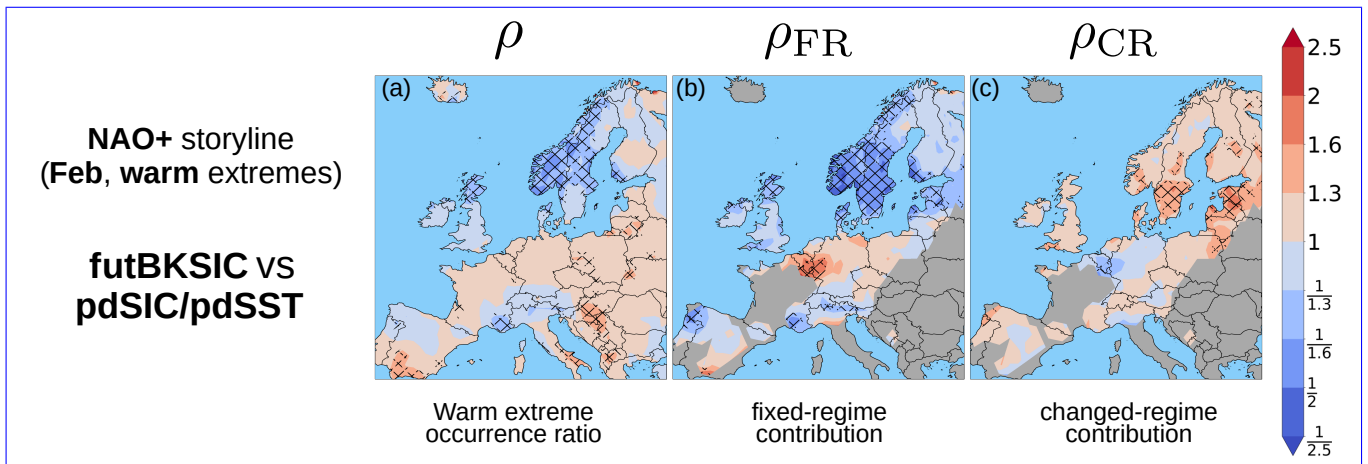 ρ
ρFR
ρCR
NAO+ storyline
(Feb, warm extremes)
futBKSIC vs
pdSIC/pdSST
(a)
(b)
(c)
Warm extreme
occurrence ratio
fixed-regime
contribution
changed-regime
contribution
2.5
2
1.6
1.3
1
1/1.3
1/1.6
1/2
1/2.5